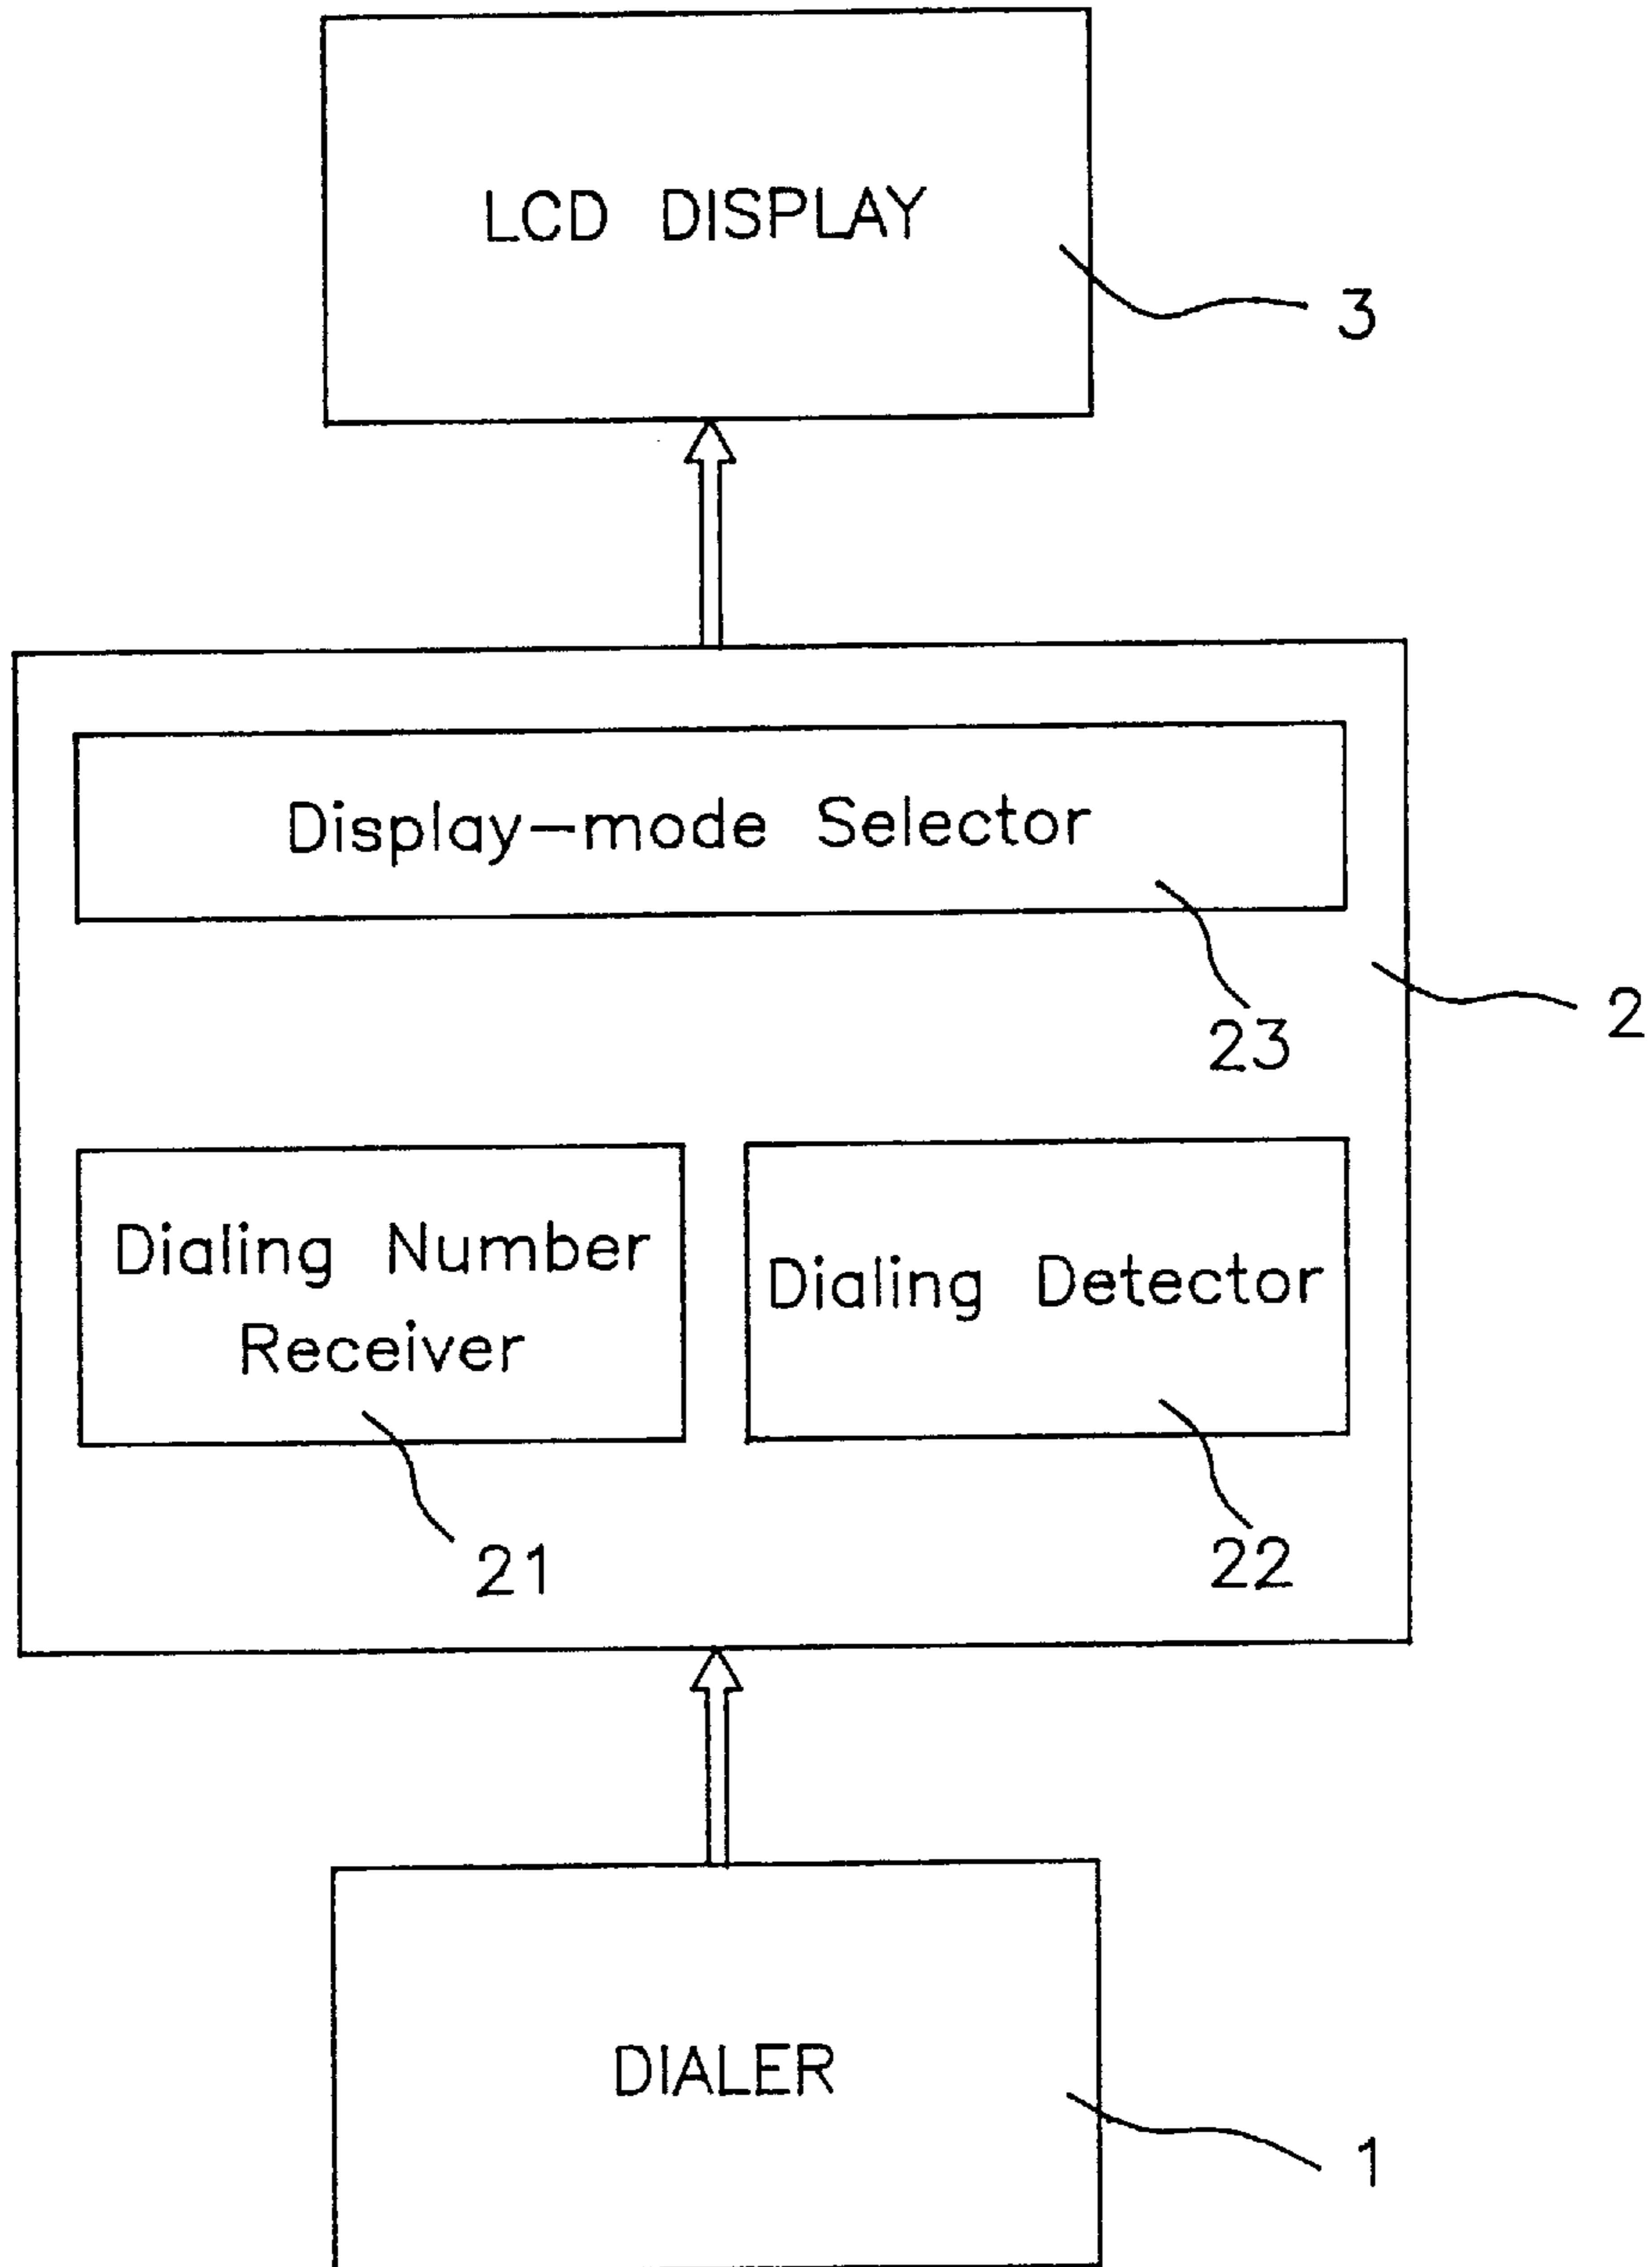 LCD DISPLAY
3
Display-mode Selector
23
2
Dialing Number
Receiver
Dialing Detector
21
22
DIALER
1